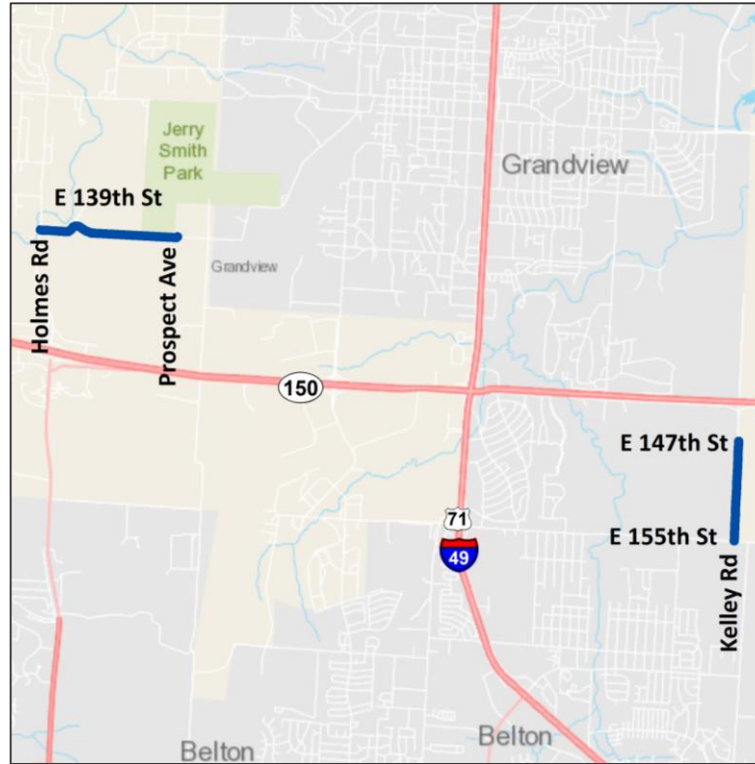 Jerry
Smith
Park
Grandview
E 139th St
Holmes Rd
Prospect Ave
Grandview
150
E 147th St
71
49
E 155th St
Kelley Rd
Belton
Belton